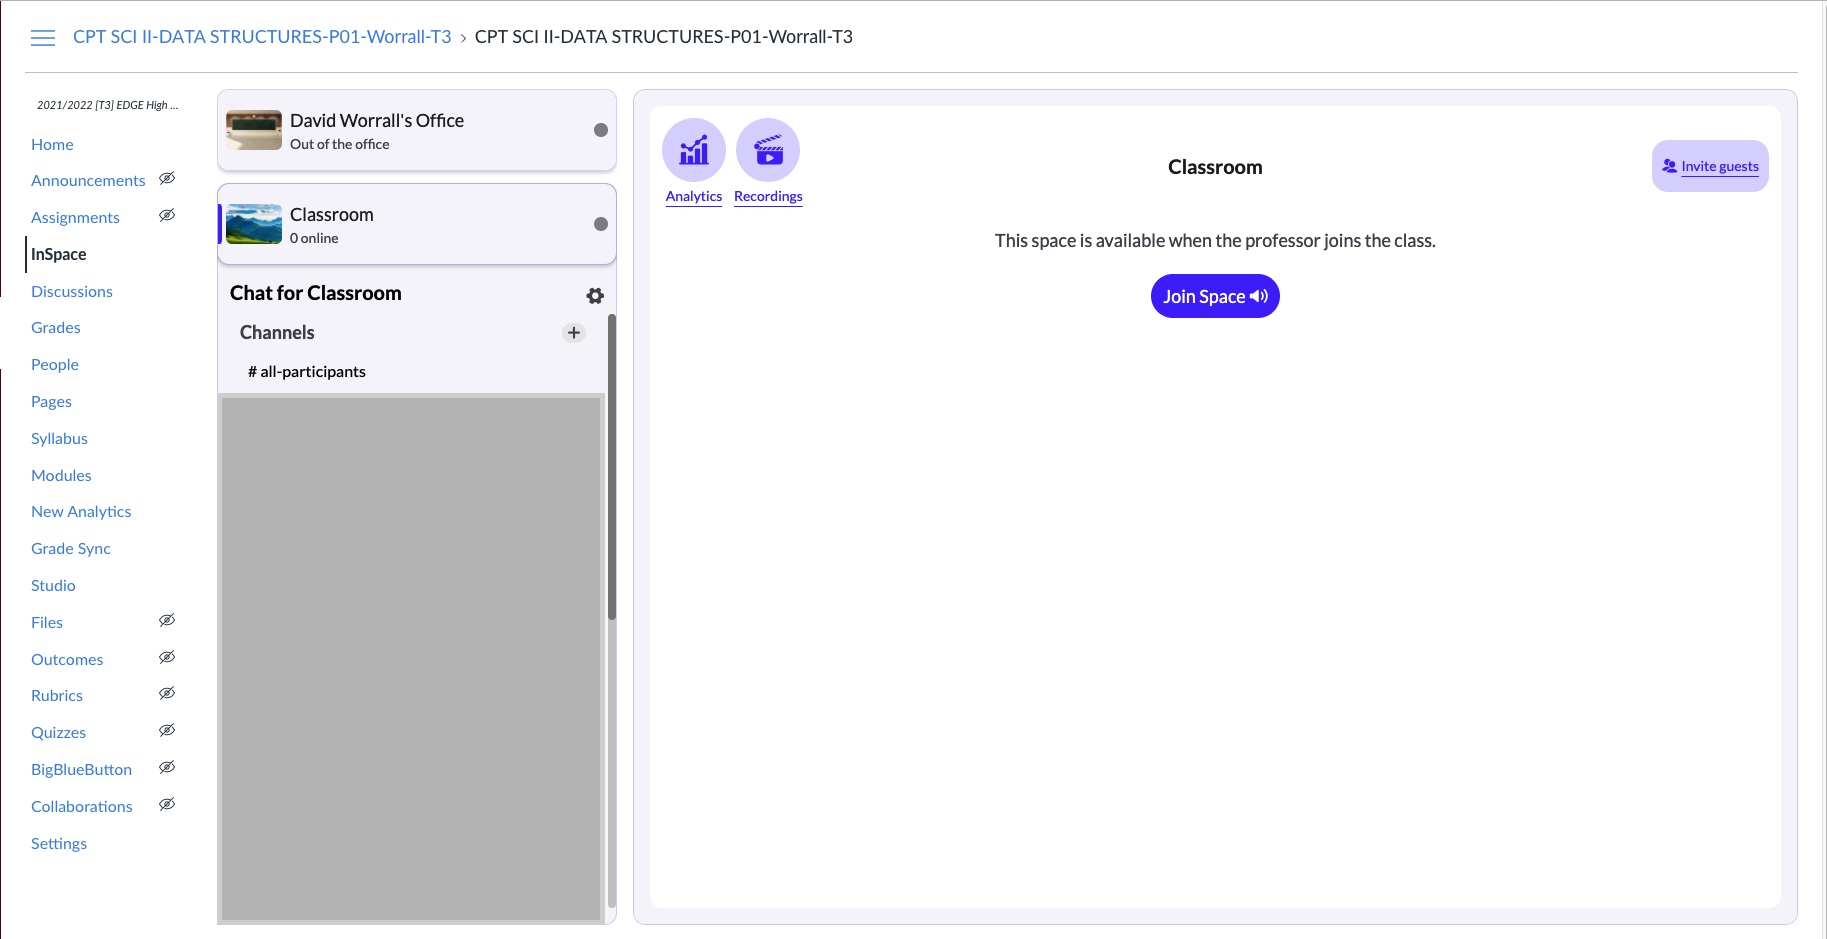 CPT SCI II-DATA STRUCTURES-P01-Worrall-T3 › CPT SCI II-DATA STRUCTURES-P01-Worrall-T3
2021/2022 [T3] EDGE High ...
Home
Announcements
Assignments
InSpace
Discussions
Grades
People
Pages
Syllabus
Modules
New Analytics
Grade Sync
Studio
Files
Outcomes
Rubrics
Quizzes
BigBlueButton
Collaborations
Settings
David Worrall's Office
Out of the office
Classroom
0 online
Chat for Classroom
Channels
# all-participants
Analytics
Recordings
Classroom
Invite guests
This space is available when the professor joins the class.
Join Space